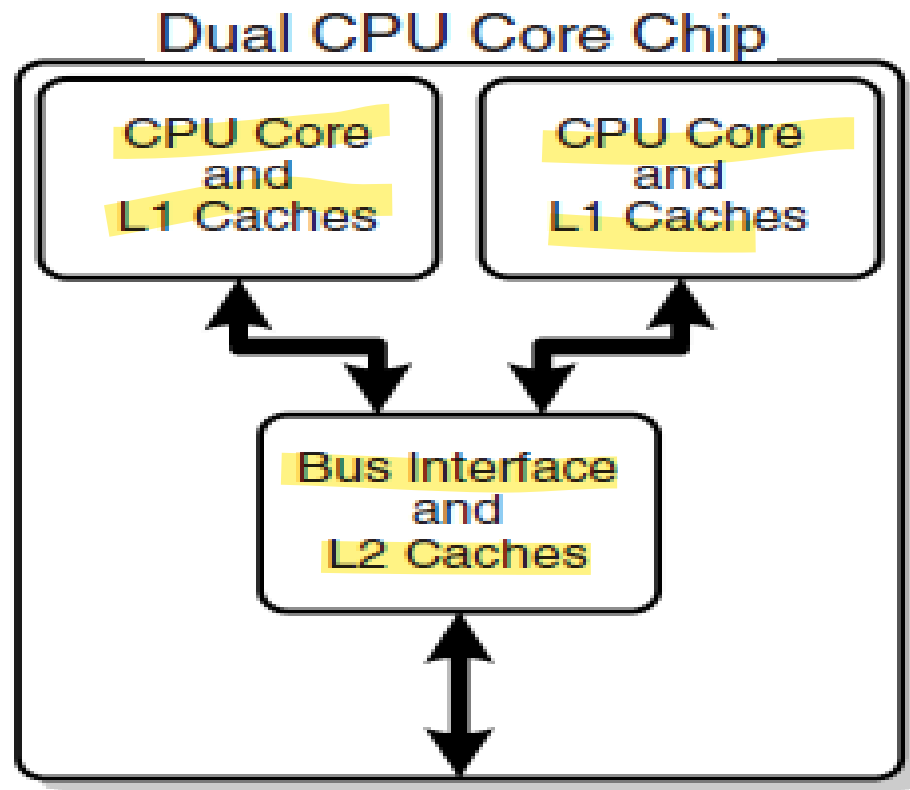 Dual CPU Core Chip
CPU Core
and
L1 Caches
CPU Core
and
L1 Caches
Bus Interface
and
L2 Caches